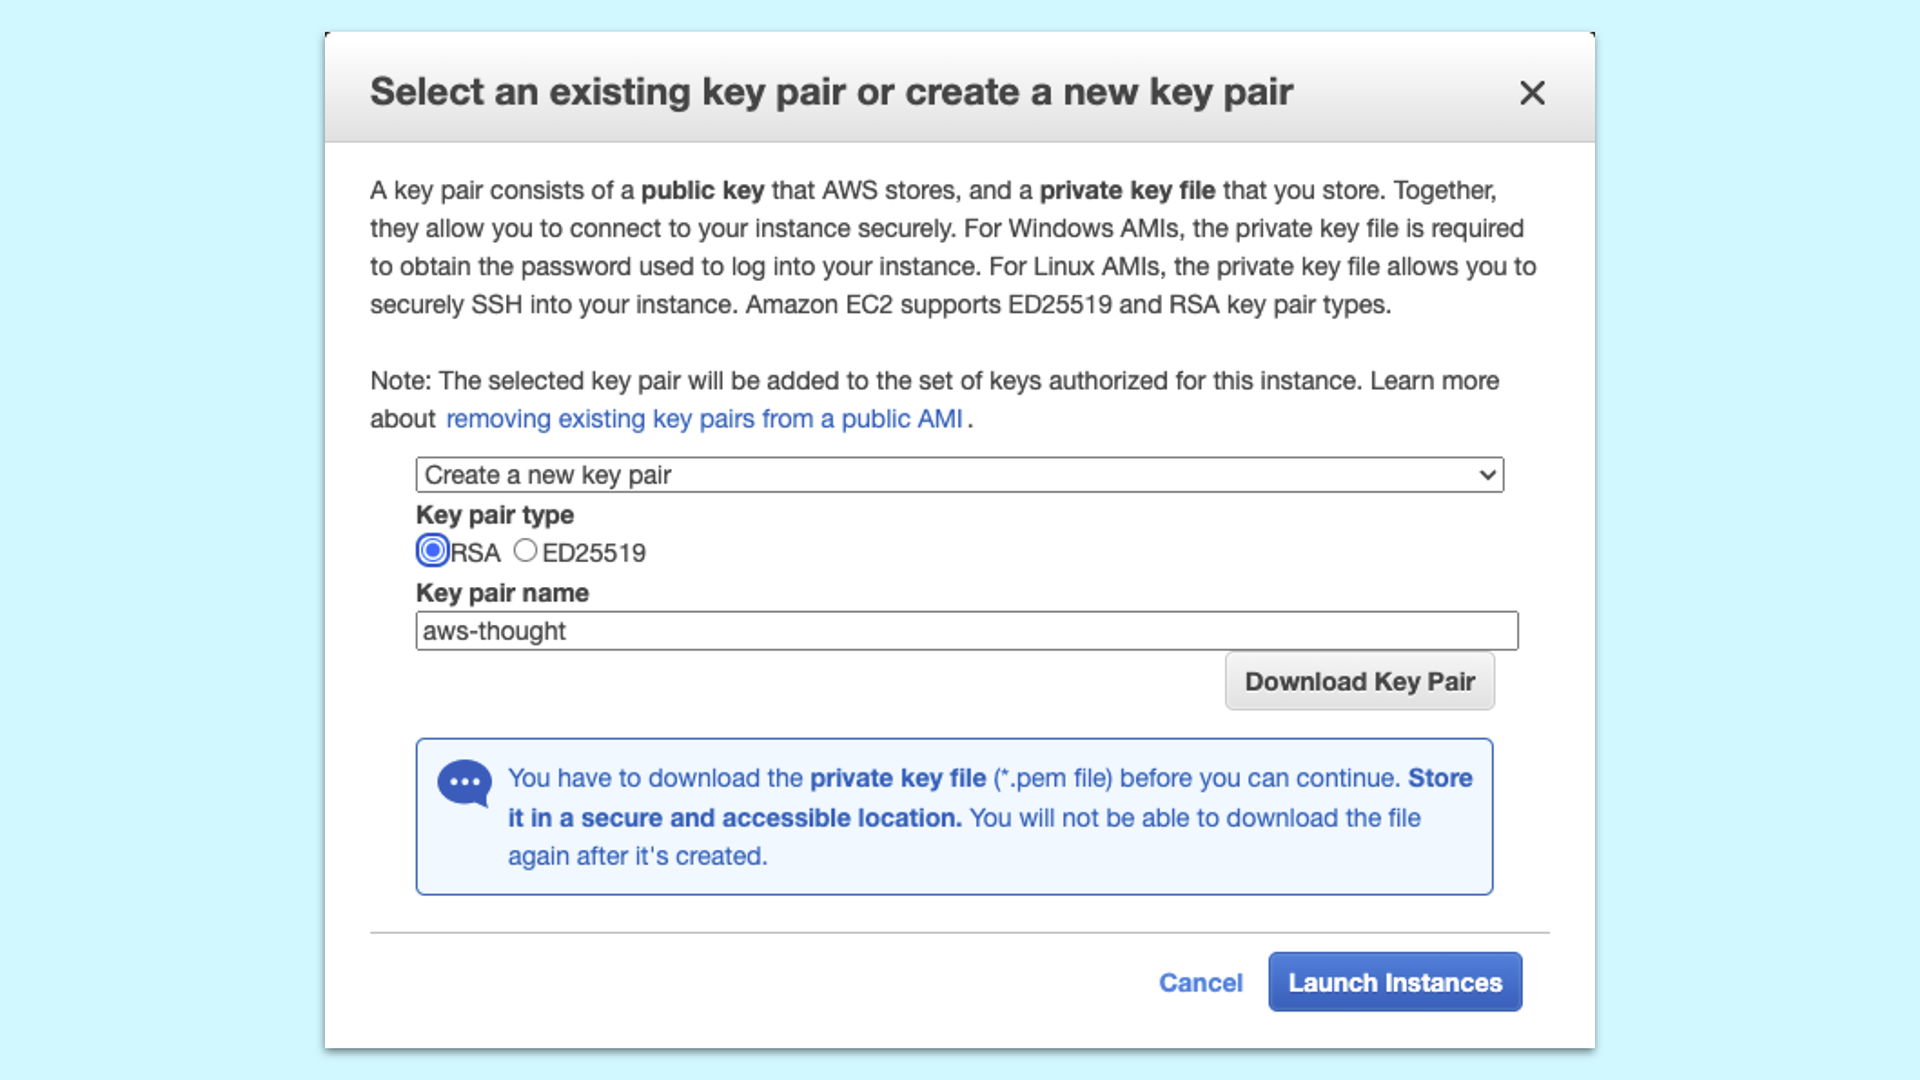 Select an existing key pair or create a new key pair
A key pair consists of a public key that AWS stores, and a private key file that you store. Together,
they allow you to connect to your instance securely. For Windows AMIs, the private key file is required
to obtain the password used to log into your instance. For Linux AMIs, the private key file allows you to
securely SSH into your instance. Amazon EC2 supports ED25519 and RSA key pair types.
Note: The selected key pair will be added to the set of keys authorized for this instance. Learn more
about removing existing key pairs from a public AMI.
Create a new key pair
Key pair type
RSA ED25519
Key pair name
aws-thought
Download Key Pair
You have to download the private key file (*.pem file) before you can continue. Store
it in a secure and accessible location. You will not be able to download the file
again after it's created.
Cancel Launch Instances